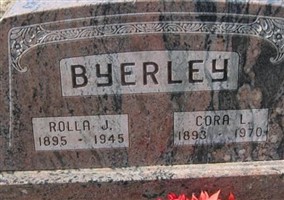 BYERLEY
ROLLA J.
1895 - 1945
CORA L.
1893 - 1970